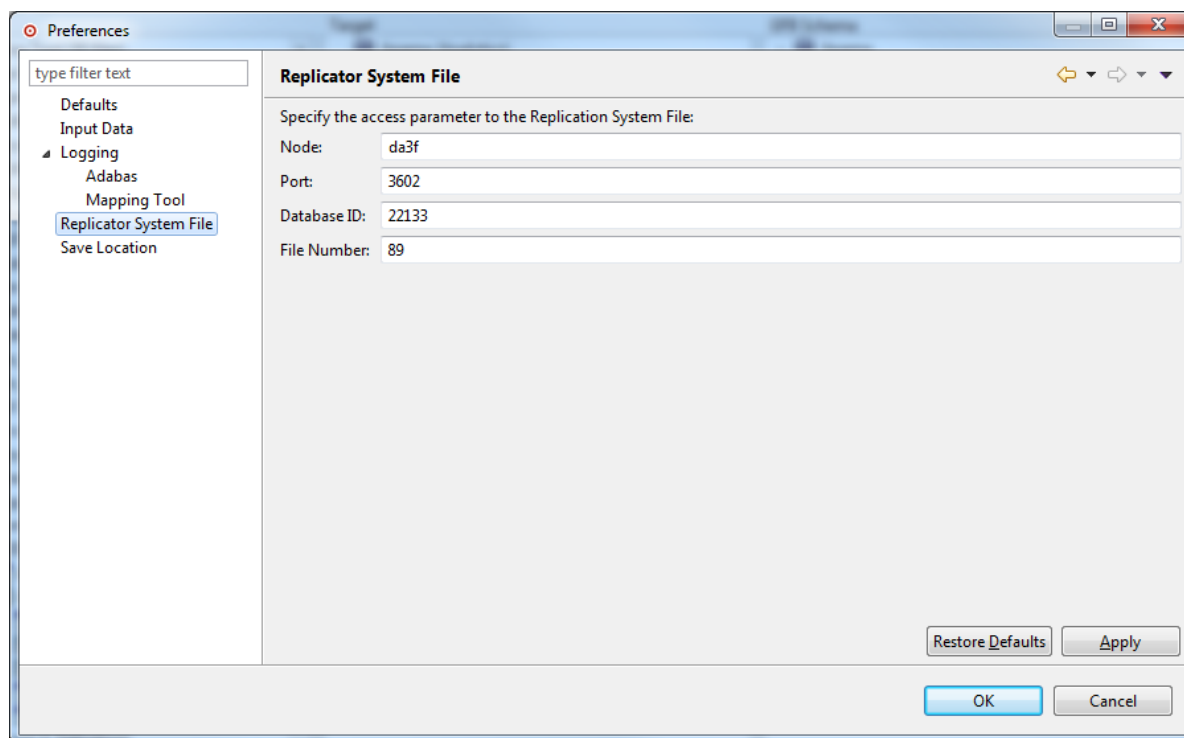 Preferences
type filter text
Defaults
Input Data
Logging
Adabas
Mapping Tool
Replicator System File
Save Location
Replicator System File
Specify the access parameter to the Replication System File:
Node: da3f
Port: 3602
Database ID: 22133
File Number: 89
Restore Defaults Apply
OK Cancel